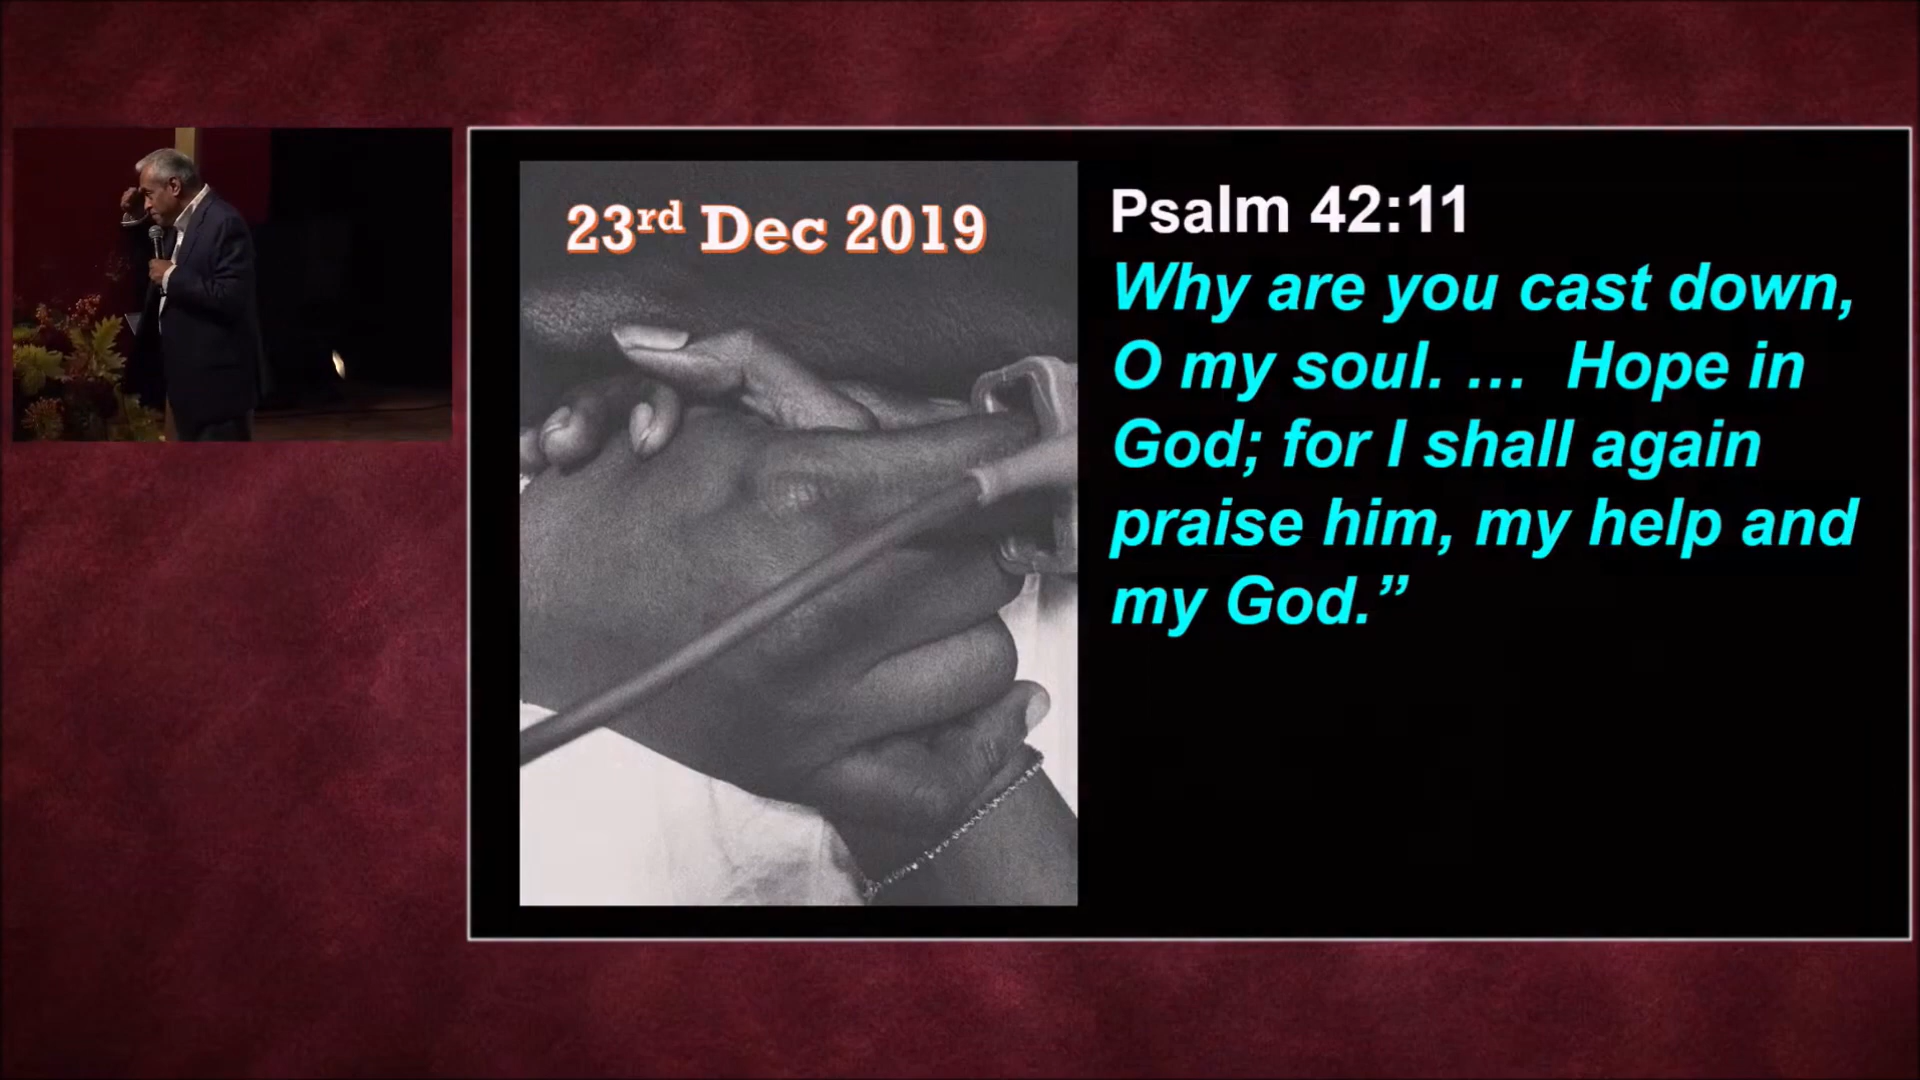 23rd Dec 2019
Psalm 42:11
Why are you cast down,
O my soul. … Hope in
God; for I shall again
praise him, my help and
my God.”